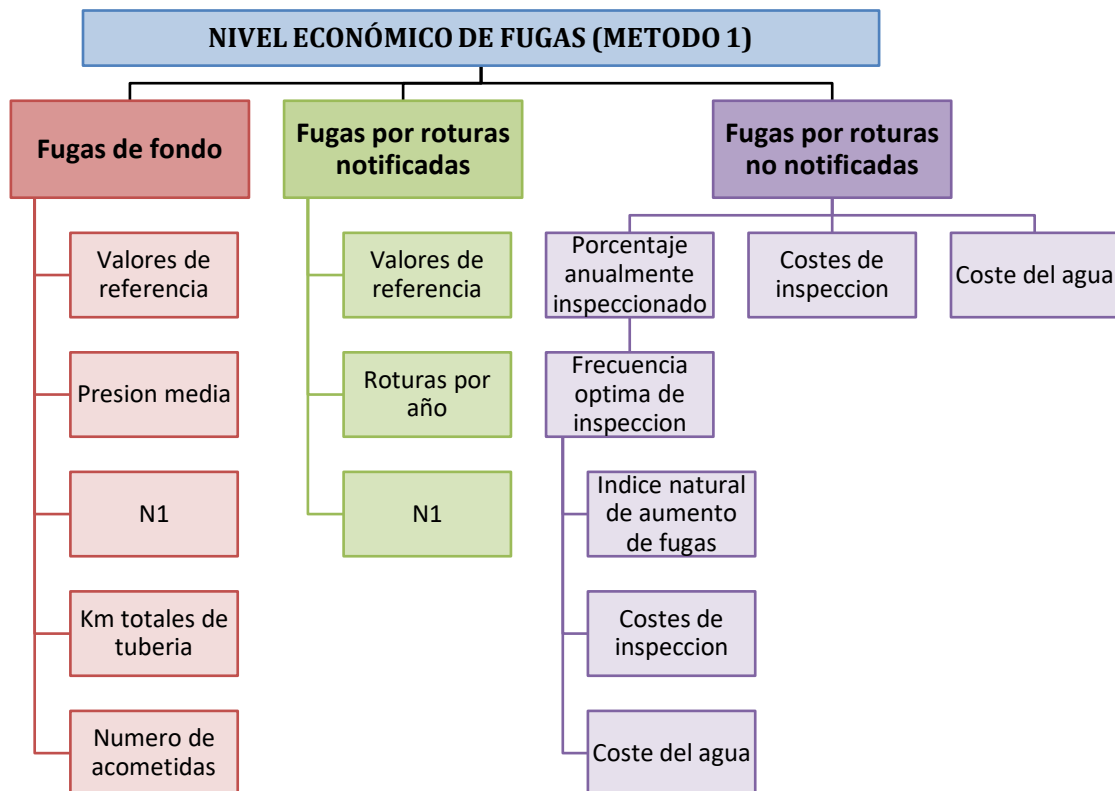 NIVEL ECONÓMICO DE FUGAS (METODO 1)
Fugas de fondo
Valores de
referencia
Presion media
N1
Km totales de
tuberia
Numero de
acometidas
Fugas por roturas
notificadas
Valores de
referencia
Roturas por
año
N1
Fugas por roturas
no notificadas
Porcentaje
anualmente
inspeccionado
Frecuencia
optima de
inspeccion
Indice natural
de aumento
de fugas
Costes de
inspeccion
Coste del agua
Costes de
inspeccion
Coste del agua